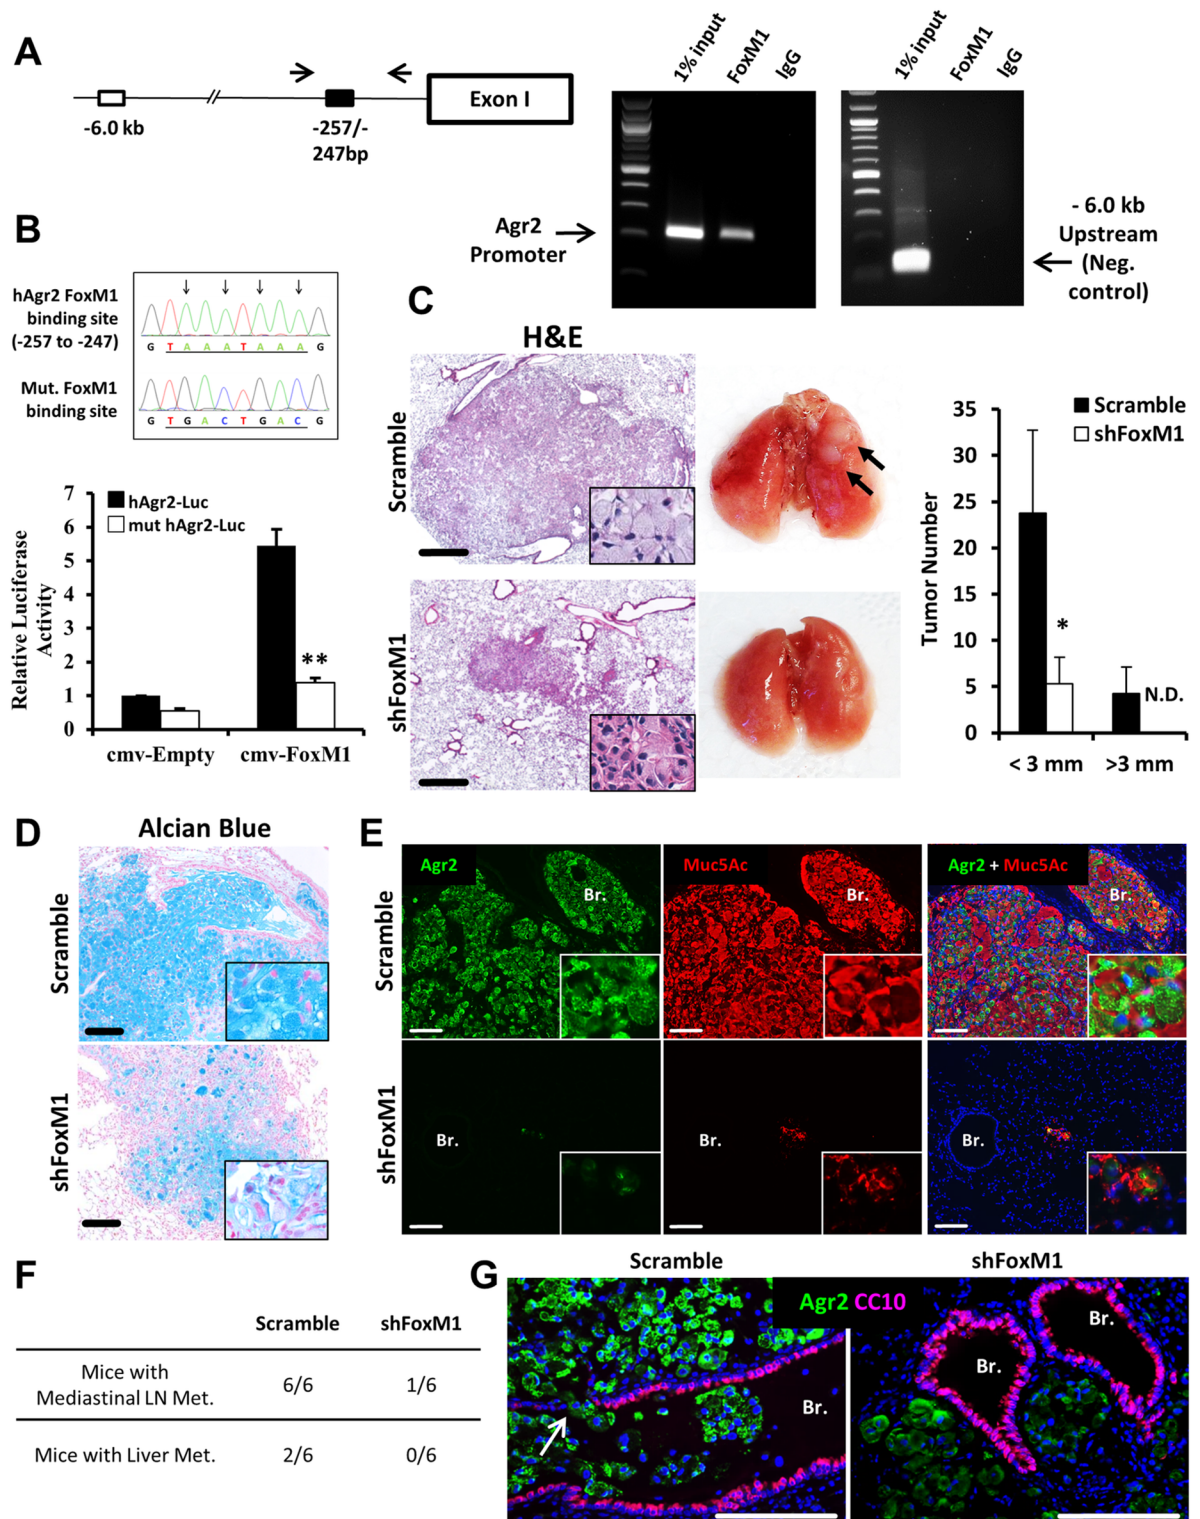 A
-6.0 kb
-257/-
247bp
Exon I
1% input
FoxM1
IgG
Agr2
Promoter
1% input
FoxM1
IgG
- 6.0 kb
Upstream
(Neg.
control)
B
hAgr2 FoxM1
binding site
(-257 to -247)
G T A A A T A A A G
Mut. FoxM1
binding site
G T G A C T G A C G
Relative Luciferase
Activity
7
6
5
4
3
2
1
0
hAgr2-Luc
mut hAgr2-Luc
**
cmv-Empty
cmv-FoxM1
C
H&E
Scramble
shFoxM1
Tumor Number
35
30
25
20
15
10
5
0
Scramble
shFoxM1
*
N.D.
< 3 mm
>3 mm
D
Alcian Blue
Scramble
shFoxM1
E
Scramble
Agr2
Br.
Muc5Ac
Br.
Agr2 + Muc5Ac
Br.
shFoxM1
Br.
Br.
Br.
F
Scramble shFoxM1
Mice with
Mediastinal LN Met.
6/6 1/6
Mice with Liver Met. 2/6 0/6
G
Scramble
shFoxM1
Agr2 CC10
Br.
Br.
Br.